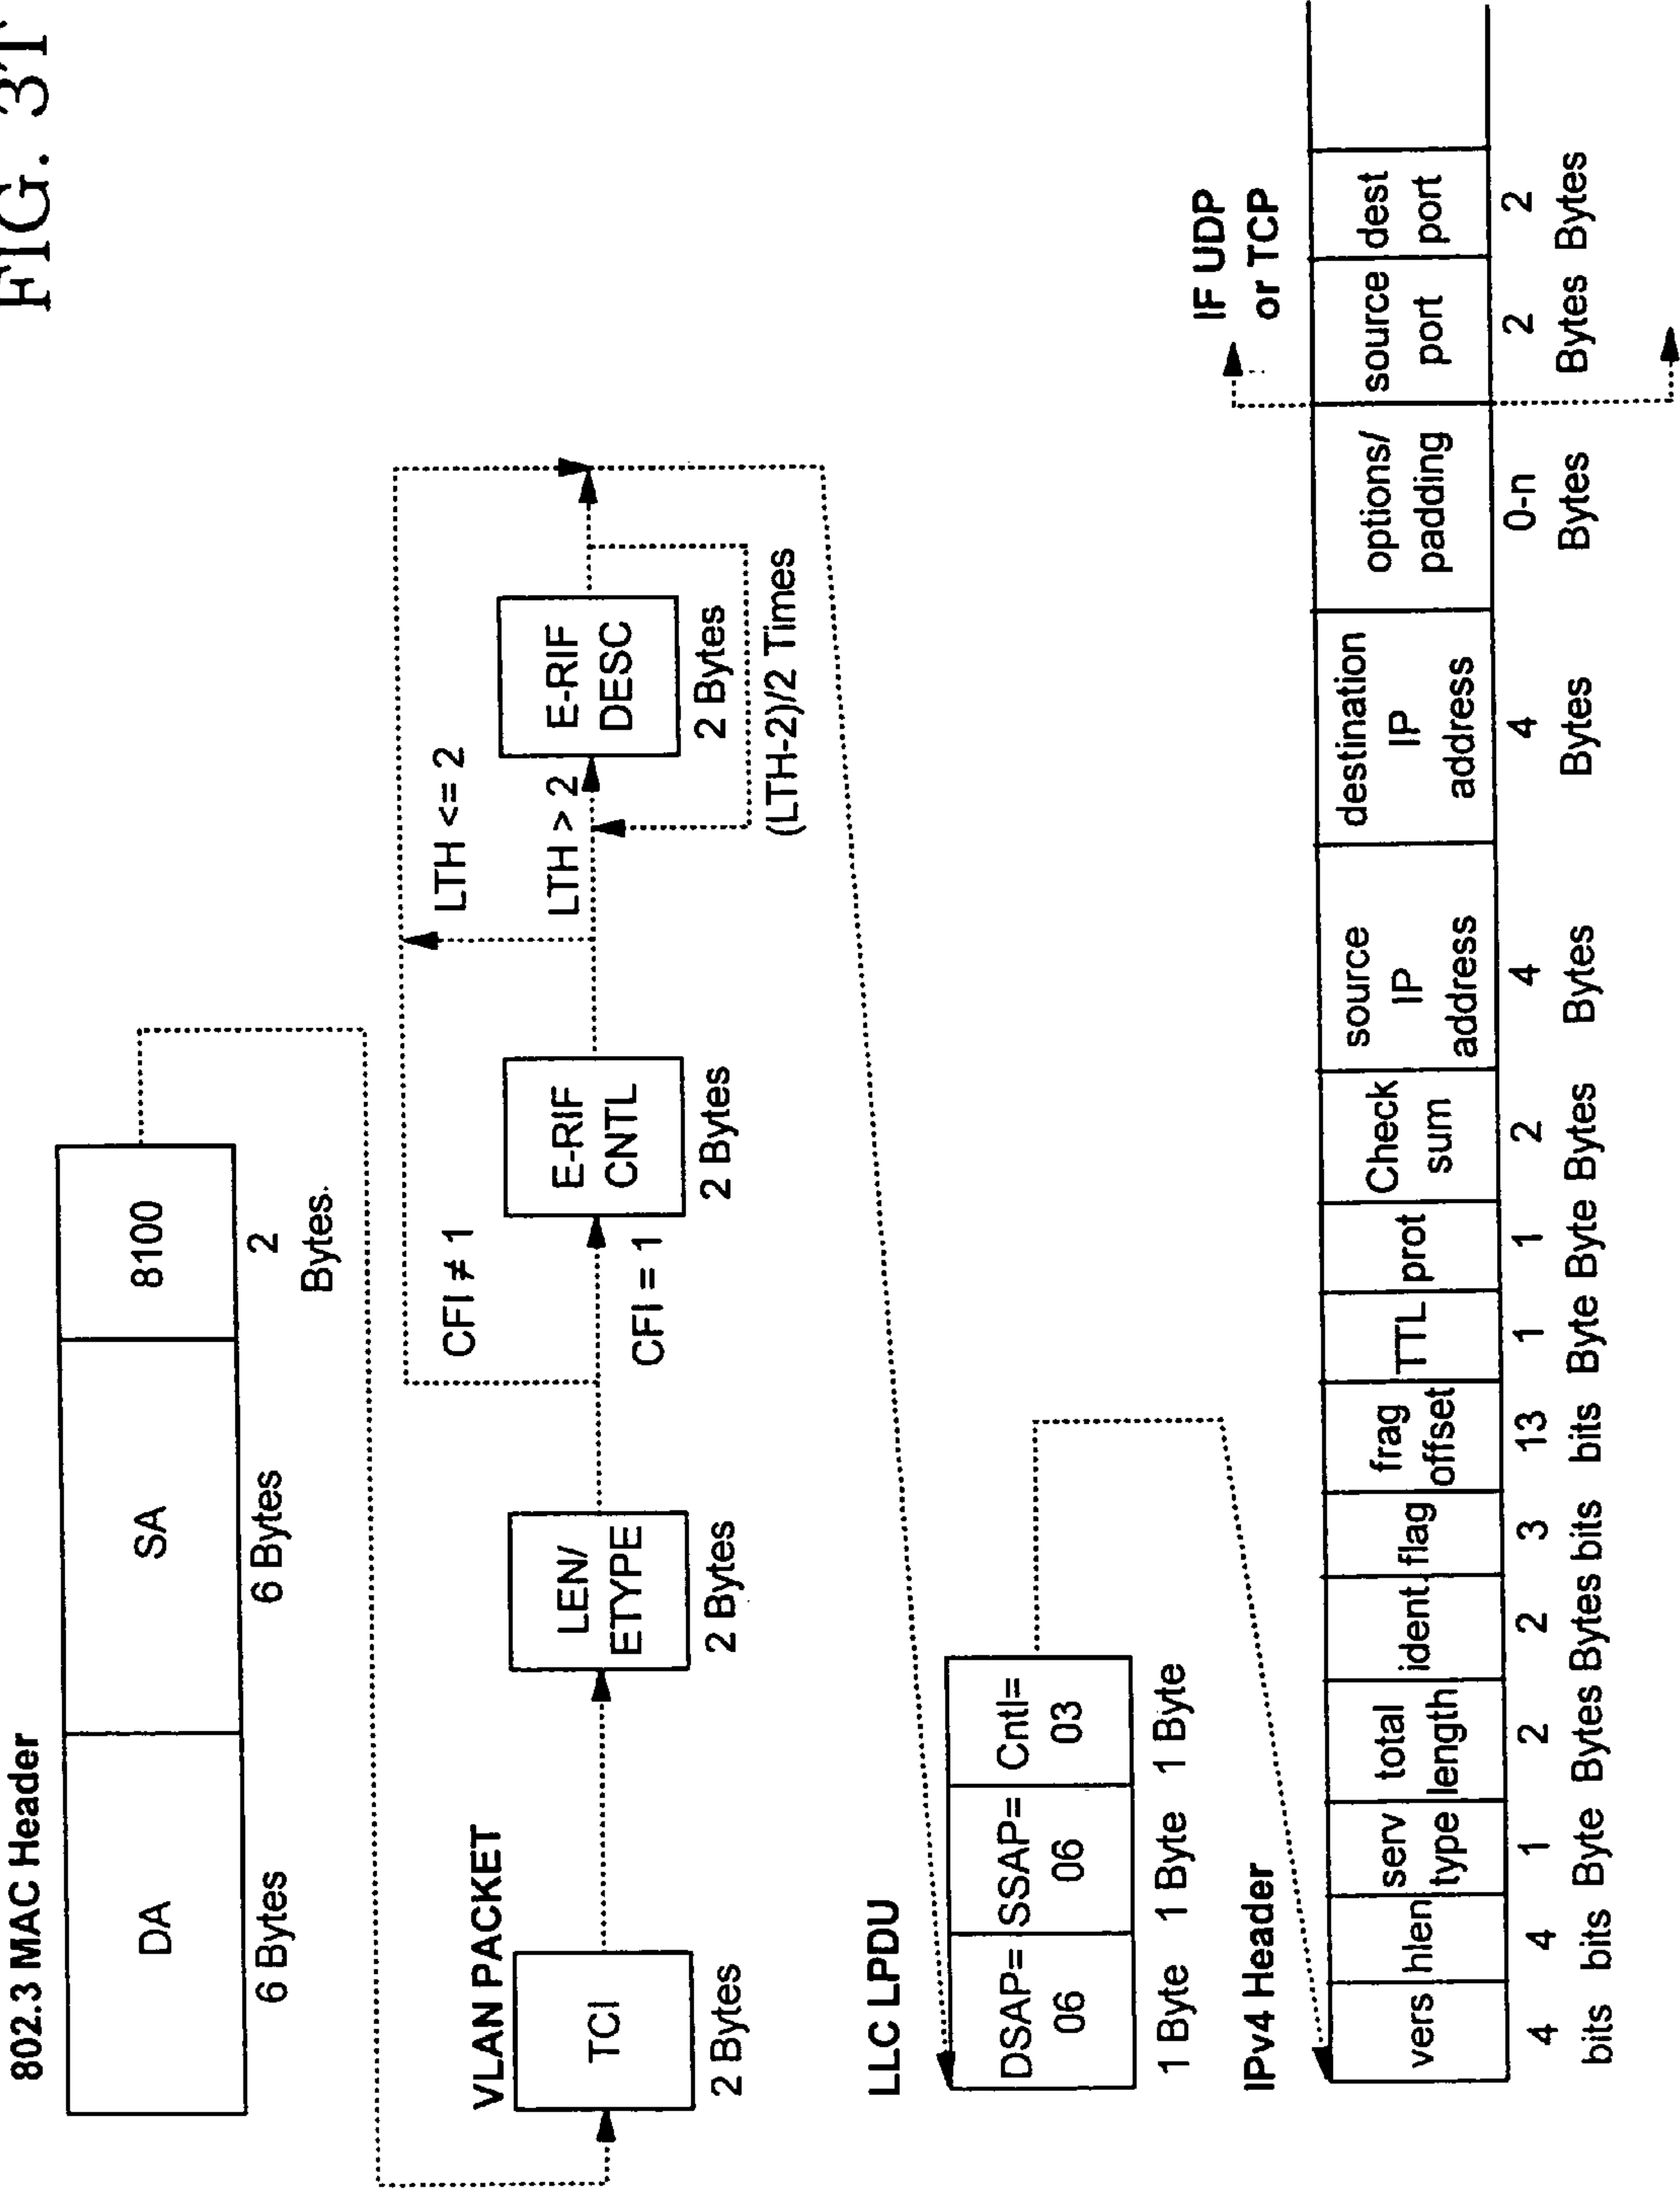 FIG. 3T
802.3 MAC Header
DA
SA
8100
6 Bytes
6 Bytes
2
Bytes
VLAN PACKET
TCI
LEN/
ETYPE
E-RIF
CNTL
E-RIF
DESC
2 Bytes
2 Bytes
2 Bytes
2 Bytes
CFI ≠ 1
CFI = 1
LTH <= 2
LTH > 2
(LTH-2)/2 Times
LLC LPDU
DSAP=
06
SSAP=
06
Cntl=
03
1 Byte
1 Byte
1 Byte
IPv4 Header
IF UDP
or TCP
vers
hlen
serv
type
total
length
ident.
flag
frag
offset
TTL
prot
Check
sum
source
IP
address
destination
IP
address
options/
padding
source
port
dest
port
4
bits
4
bits
1
Byte
2
Bytes
2
Bytes
3
bits
13
bits
1
Byte
1
Byte
2
Bytes
4
Bytes
4
Bytes
0-n
Bytes
2
Bytes
2
Bytes